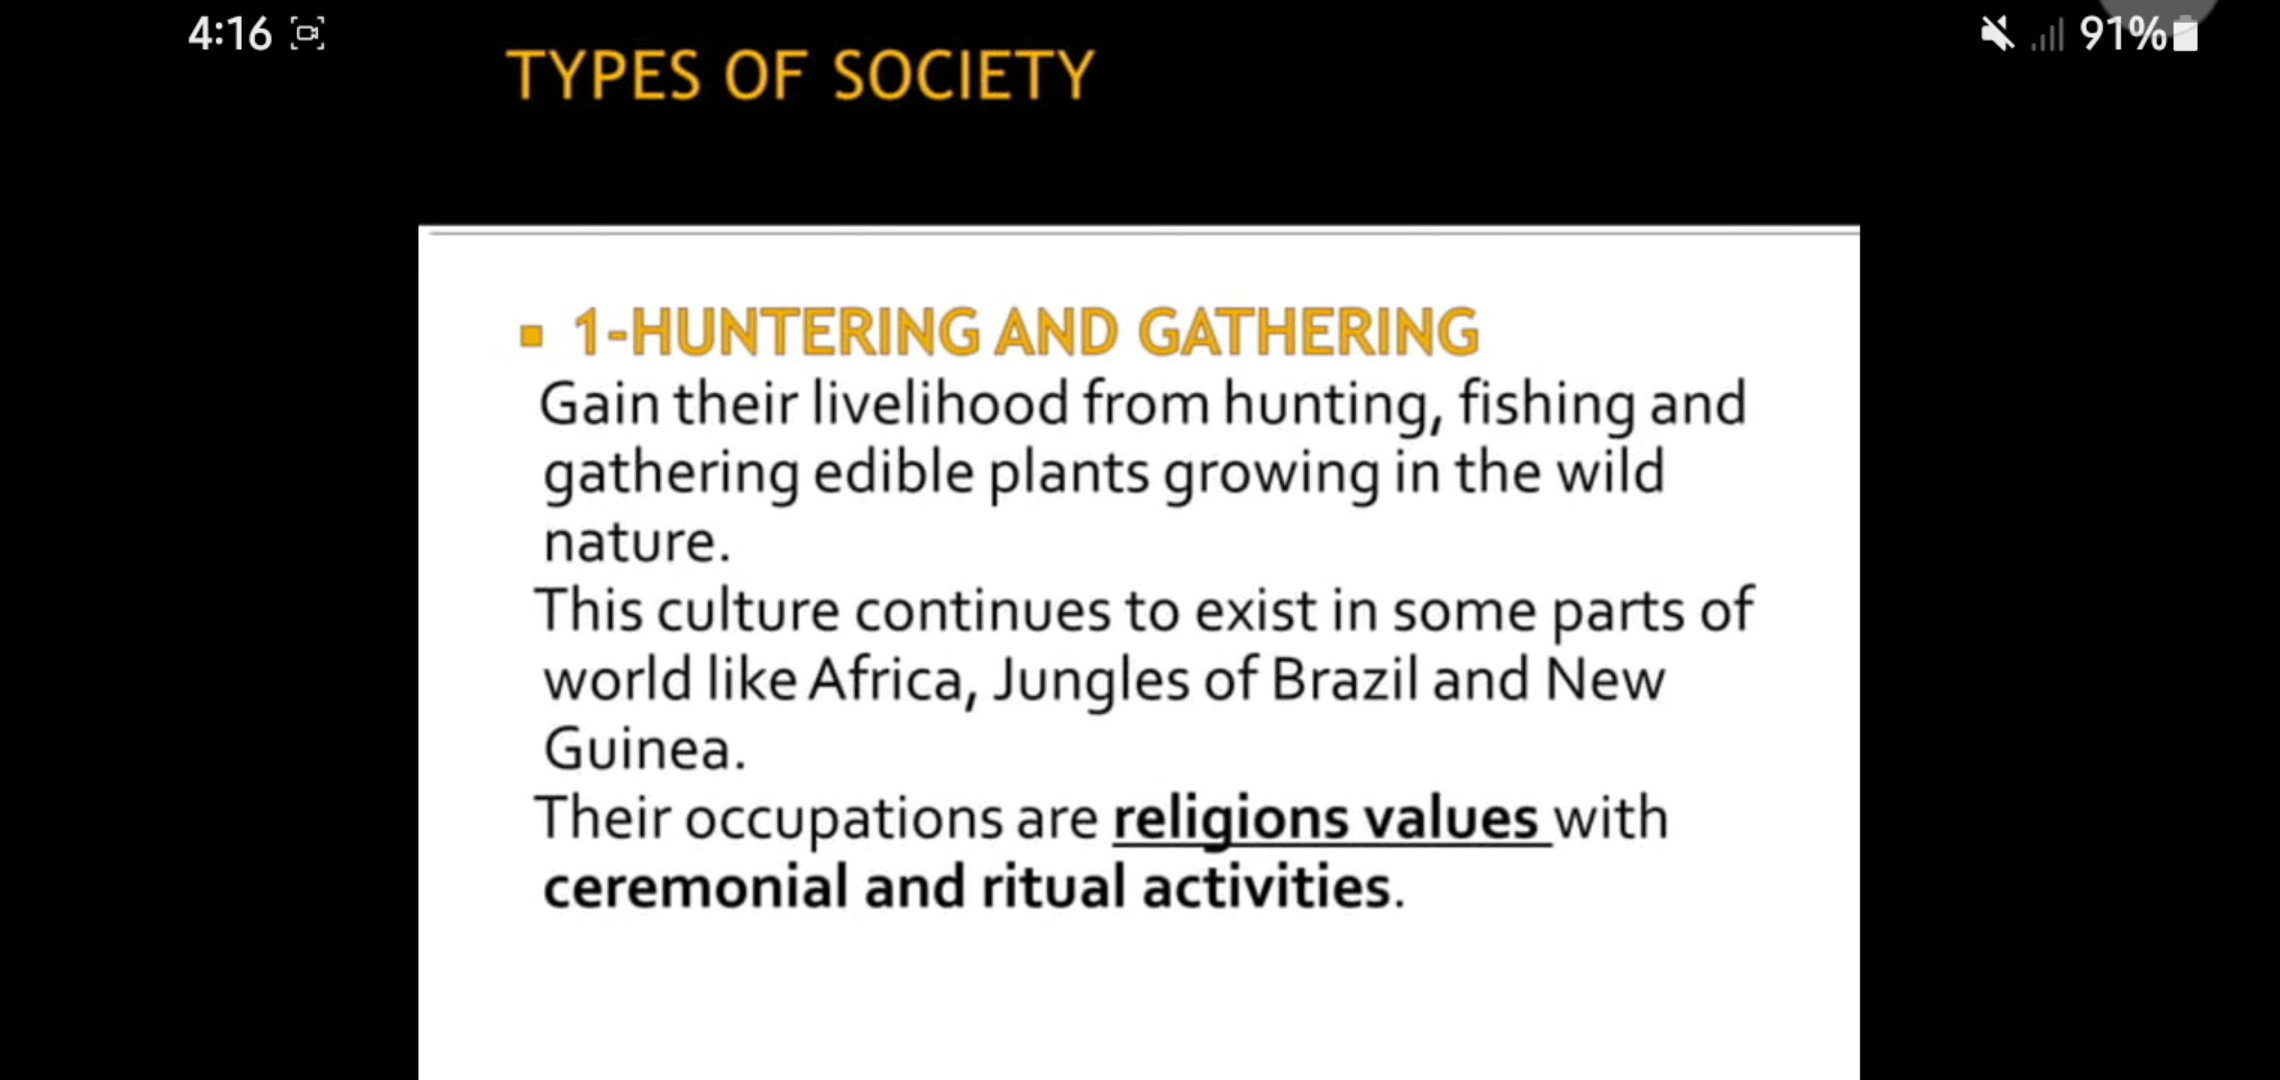 4:16
91%
TYPES OF SOCIETY
1-HUNTERING AND GATHERING
Gain their livelihood from hunting, fishing and
gathering edible plants growing in the wild
nature.
This culture continues to exist in some parts of
world like Africa, Jungles of Brazil and New
Guinea.
Their occupations are religions values with
ceremonial and ritual activities.